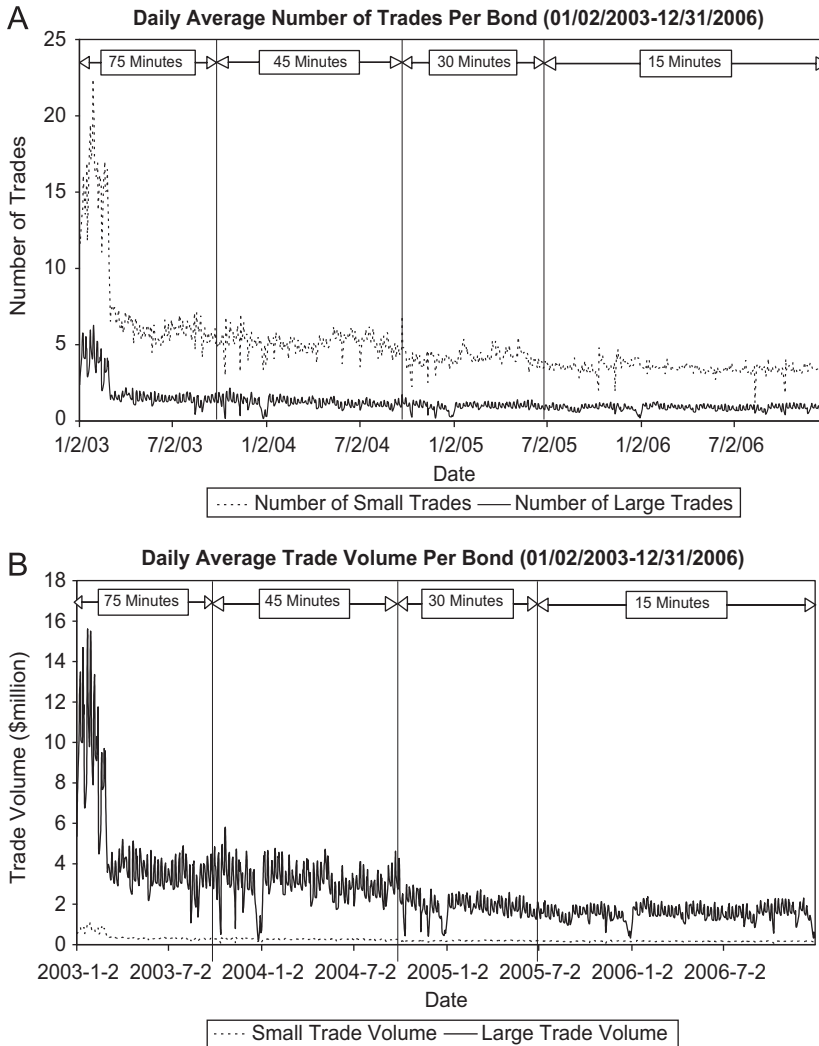 A
Daily Average Number of Trades Per Bond (01/02/2003-12/31/2006)
25
20
15
10
5
0
Number of Trades
75 Minutes 45 Minutes 30 Minutes 15 Minutes
1/2/03 7/2/03 1/2/04 7/2/04 1/2/05 7/2/05 1/2/06 7/2/06
Date
Number of Small Trades Number of Large Trades
B
Daily Average Trade Volume Per Bond (01/02/2003-12/31/2006)
18
16
14
12
10
8
6
4
2
0
Trade Volume ($million)
75 Minutes 45 Minutes 30 Minutes 15 Minutes
2003-1-2 2003-7-2 2004-1-2 2004-7-2 2005-1-2 2005-7-2 2006-1-2 2006-7-2
Date
Small Trade Volume Large Trade Volume